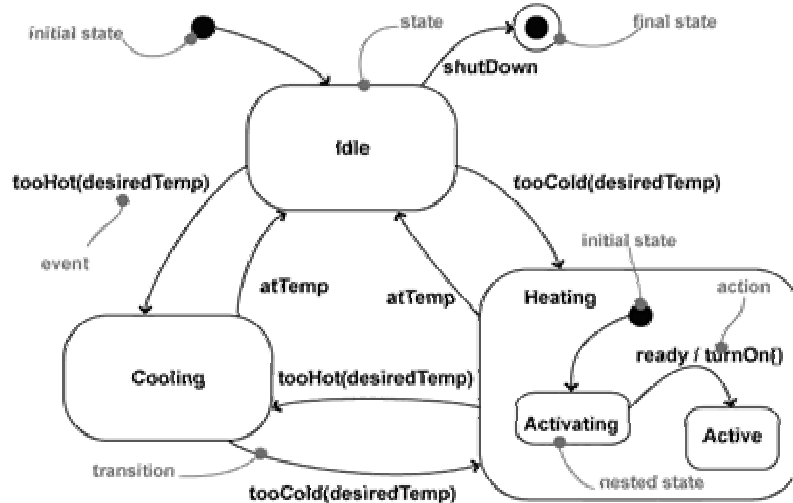 initial state
state
final state
shutDown
Idle
tooHot(desiredTemp)
tooCold(desiredTemp)
event
initial state
atTemp
atTemp
Heating
action
ready / turnOn()
Cooling
tooHot(desiredTemp)
Activating
Active
transition
nested state
tooCold(desiredTemp)